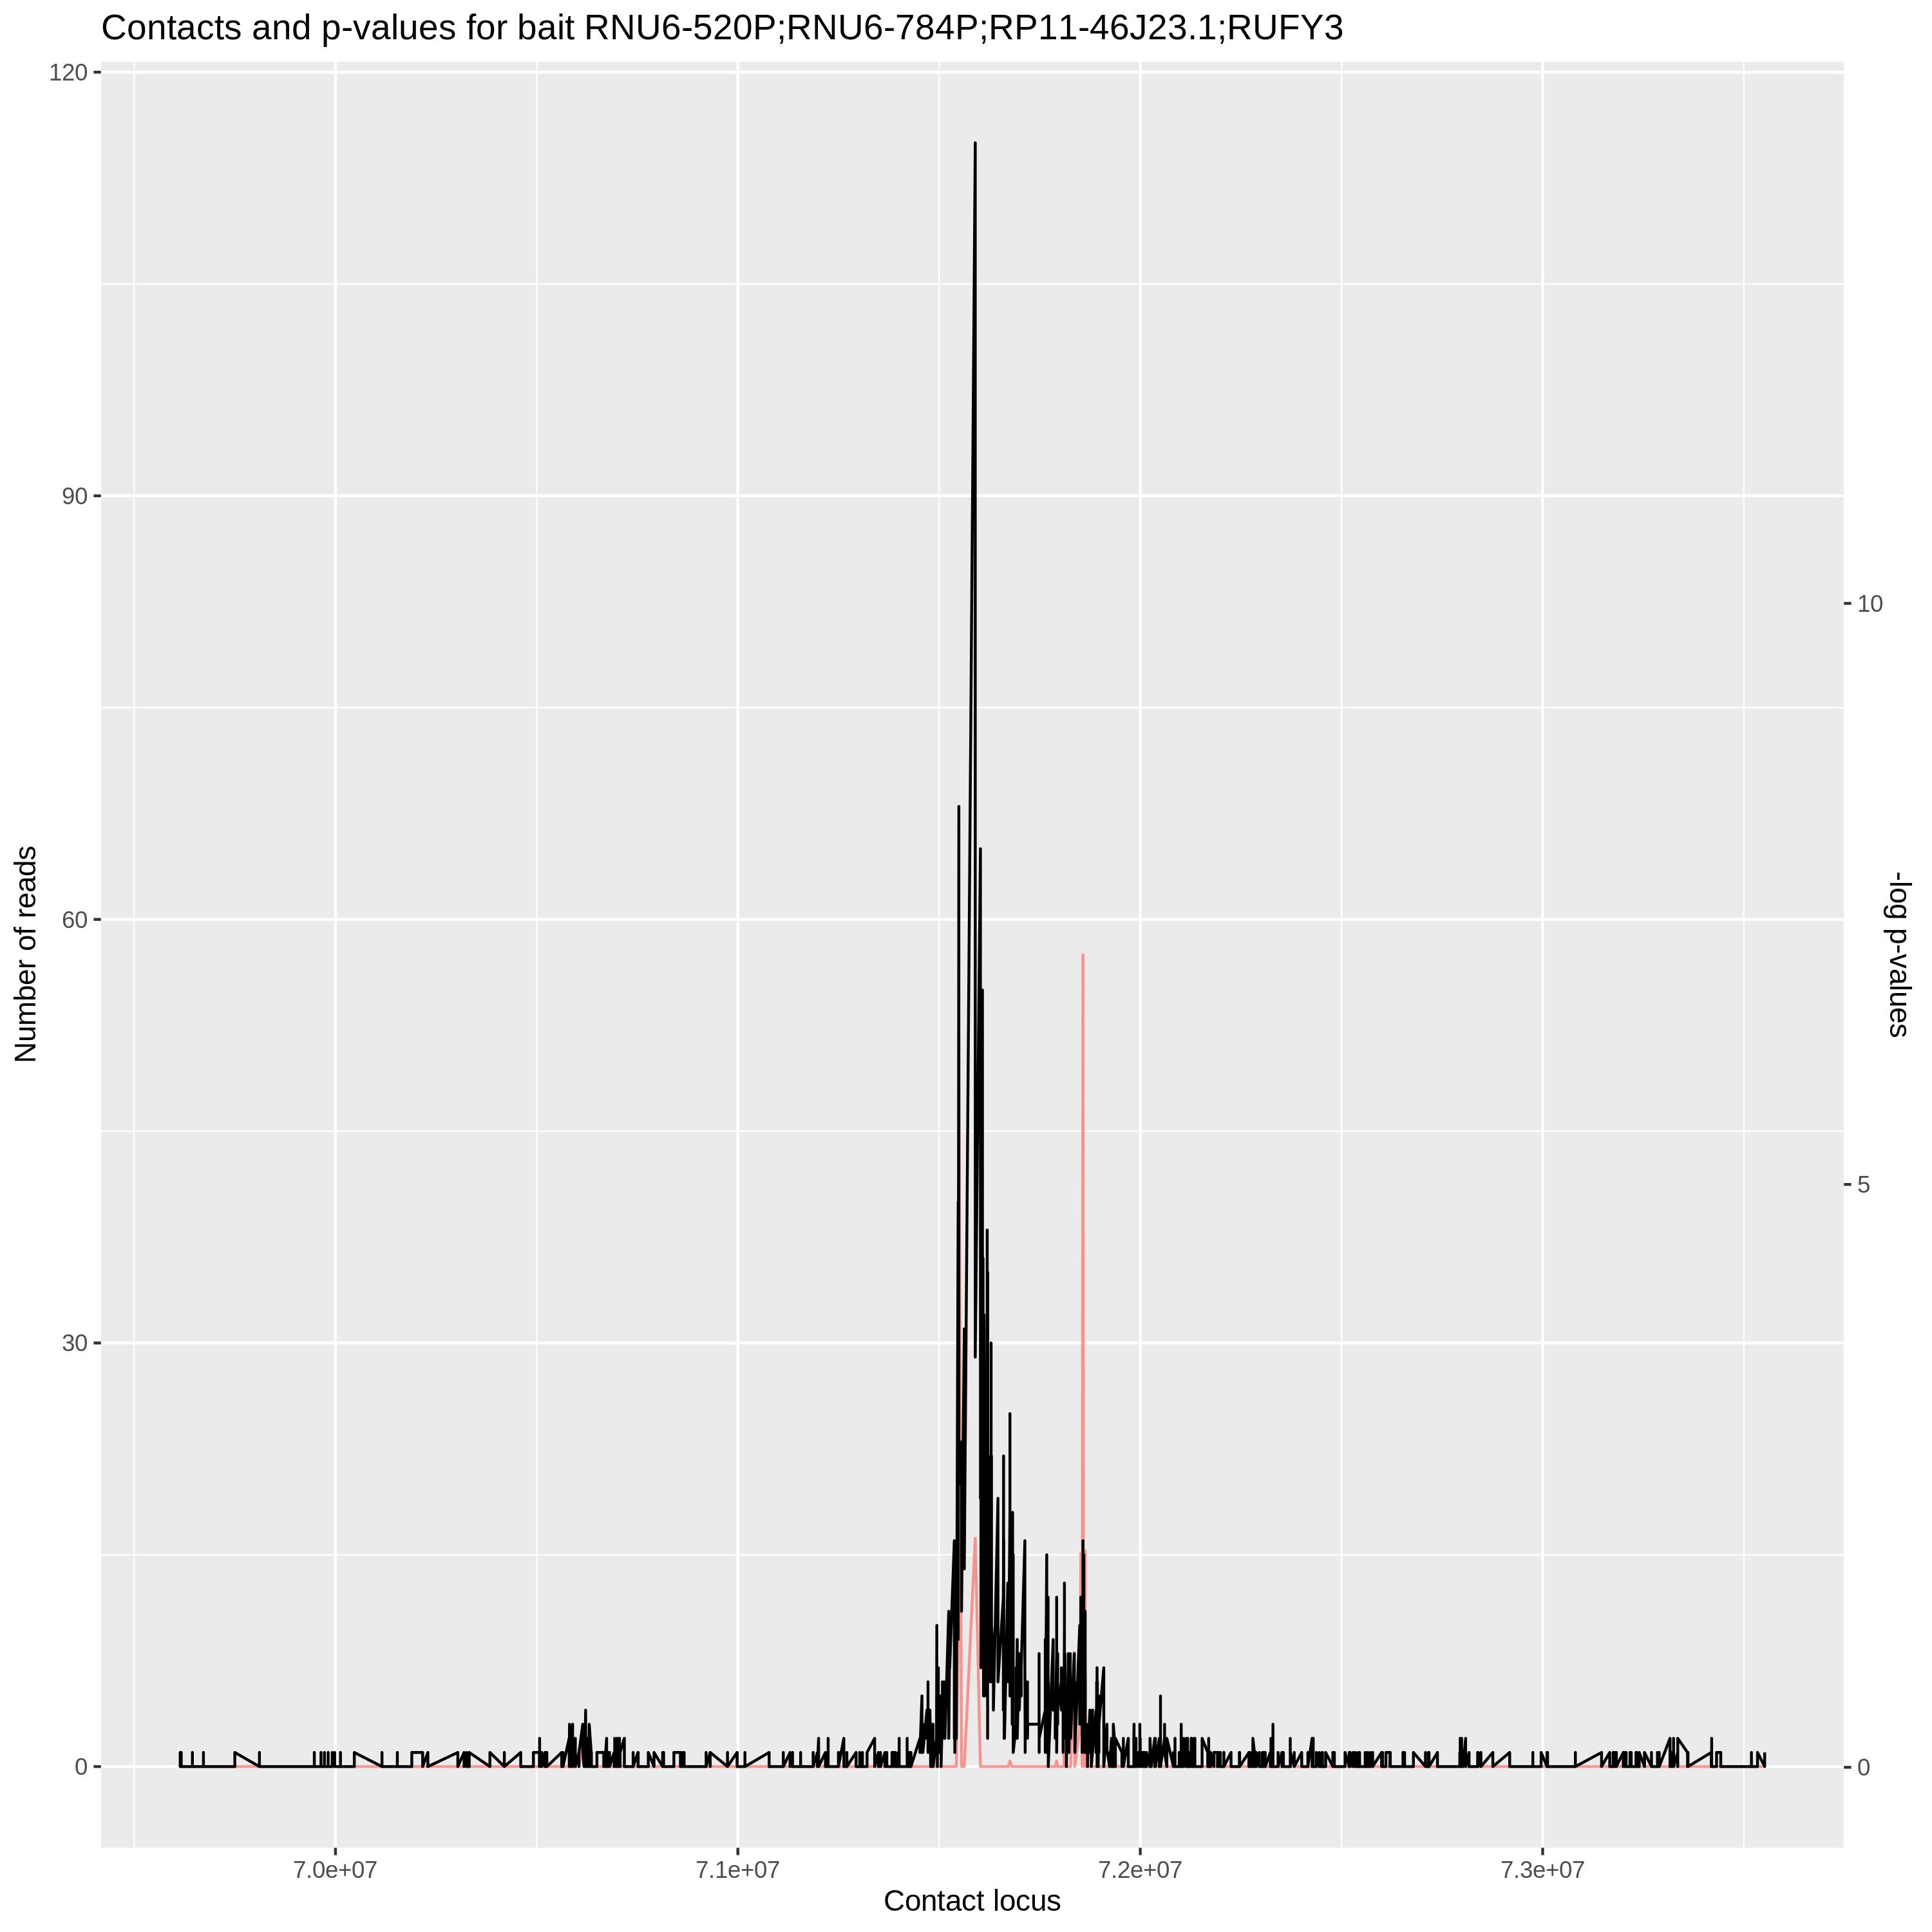 Contacts and p-values for bait RNU6-520P;RNU6-784P;RP11-46J23.1;RUFY3
120
90
60
30
0
Number of reads
10
5
0
-log p-values
7.0e+07
7.1e+07
7.2e+07
7.3e+07
Contact locus